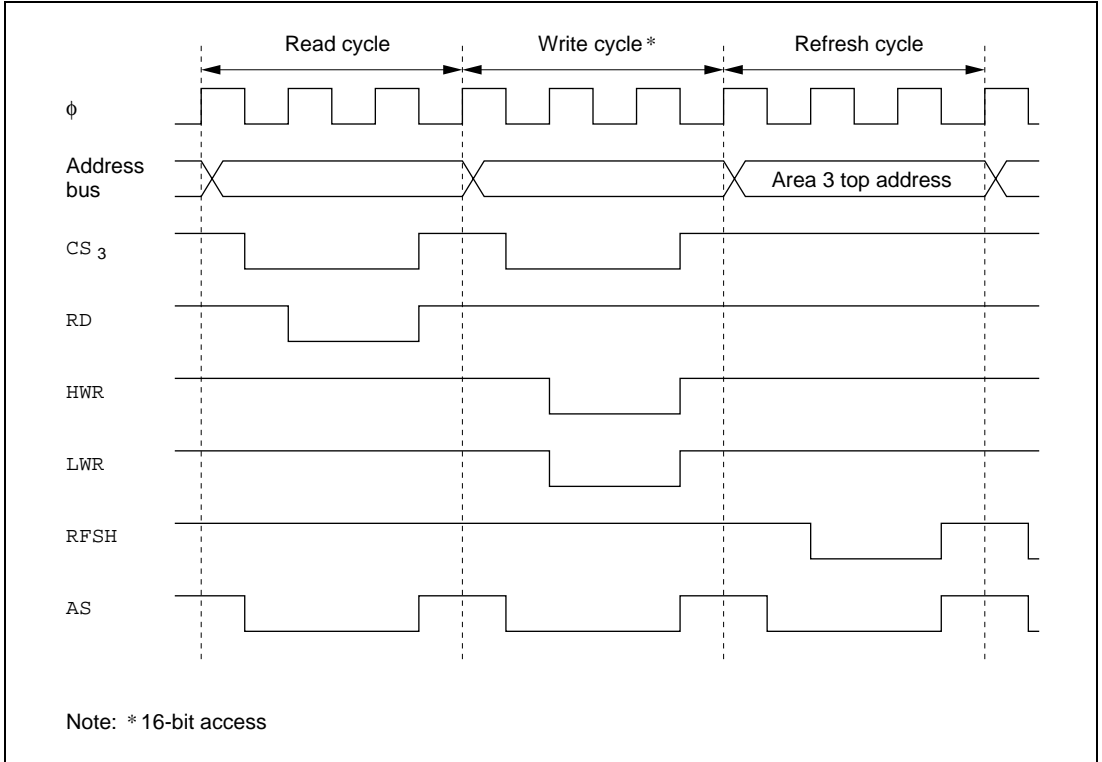 Read cycle Write cycle * Refresh cycle
φ
Address
bus
Area 3 top address
CS 3
RD
HWR
LWR
RFSH
AS
Note: * 16-bit access